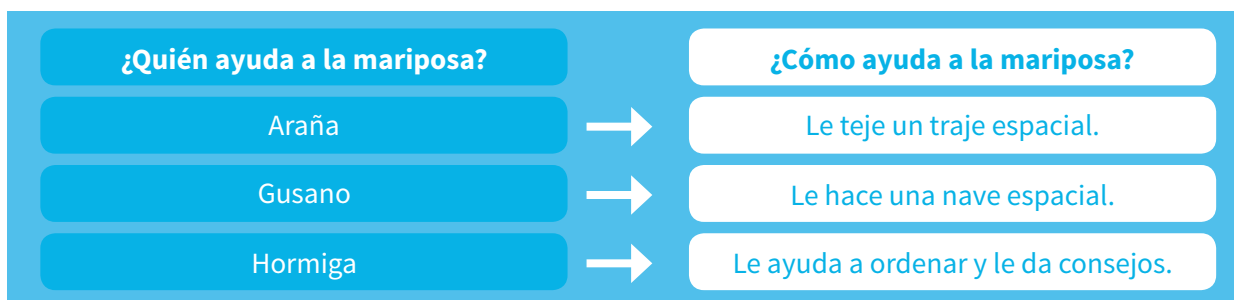 ¿Quién ayuda a la mariposa? ¿Cómo ayuda a la mariposa?
Araña Le teje un traje espacial.
Gusano Le hace una nave espacial.
Hormiga Le ayuda a ordenar y le da consejos.